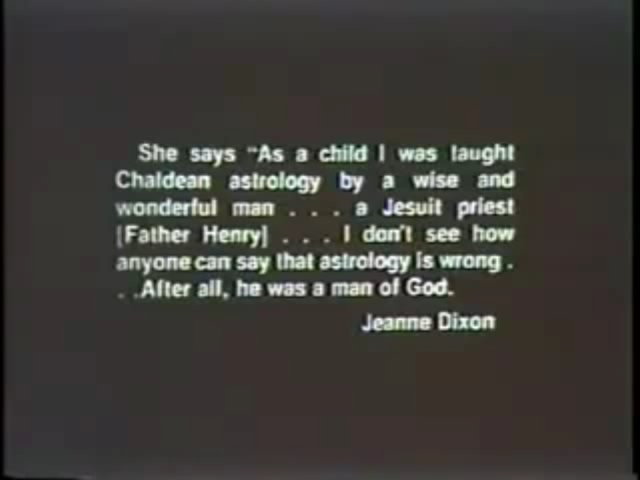 She says "As a child I was taught
Chaldean astrology by a wise and
wonderful man . . . a Jesuit priest
[Father Henry] . . . I don't see how
anyone can say that astrology is wrong .
. .After all, he was a man of God.
Jeanne Dixon